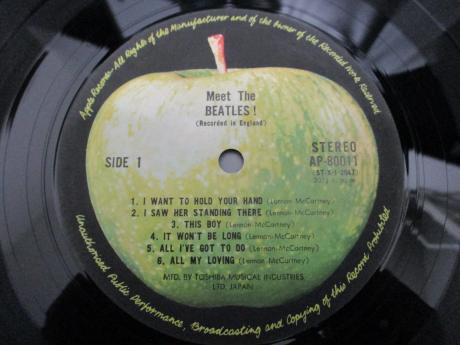 Apple Records-All Rights of the Manufacturer and of the Owner of the Recorded Work Reserved
Meet The
BEATLES!
(Recorded in England)
SIDE 1
STEREO
AP-80011
1. I WANT TO HOLD YOUR HAND (Lennon-McCartney)
2. I SAW HER STANDING THERE (Lennon-McCartney)
3. THIS BOY (Lennon-McCartney)
4. IT WON'T BE LONG (Lennon-McCartney)
5. ALL I'VE GOT TO DO (Lennon-McCartney)
6. ALL MY LOVING (Lennon-McCartney)
MFD. BY TOSHIBA MUSICAL INDUSTRIES
LTD. JAPAN
Unauthorised Public Performance, Broadcasting and Copying of this Record Prohibited